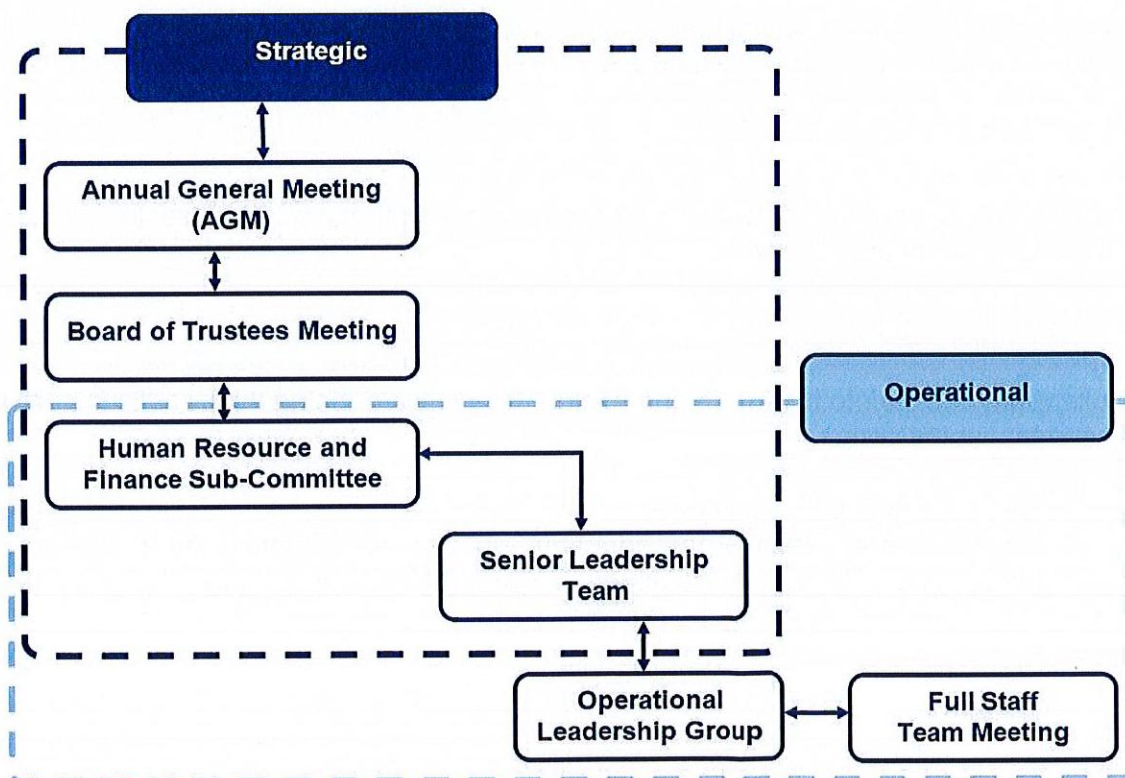 Strategic
Annual General Meeting
(AGM)
Board of Trustees Meeting
Operational
Human Resource and
Finance Sub-Committee
Senior Leadership
Team
Operational
Leadership Group
Full Staff
Team Meeting